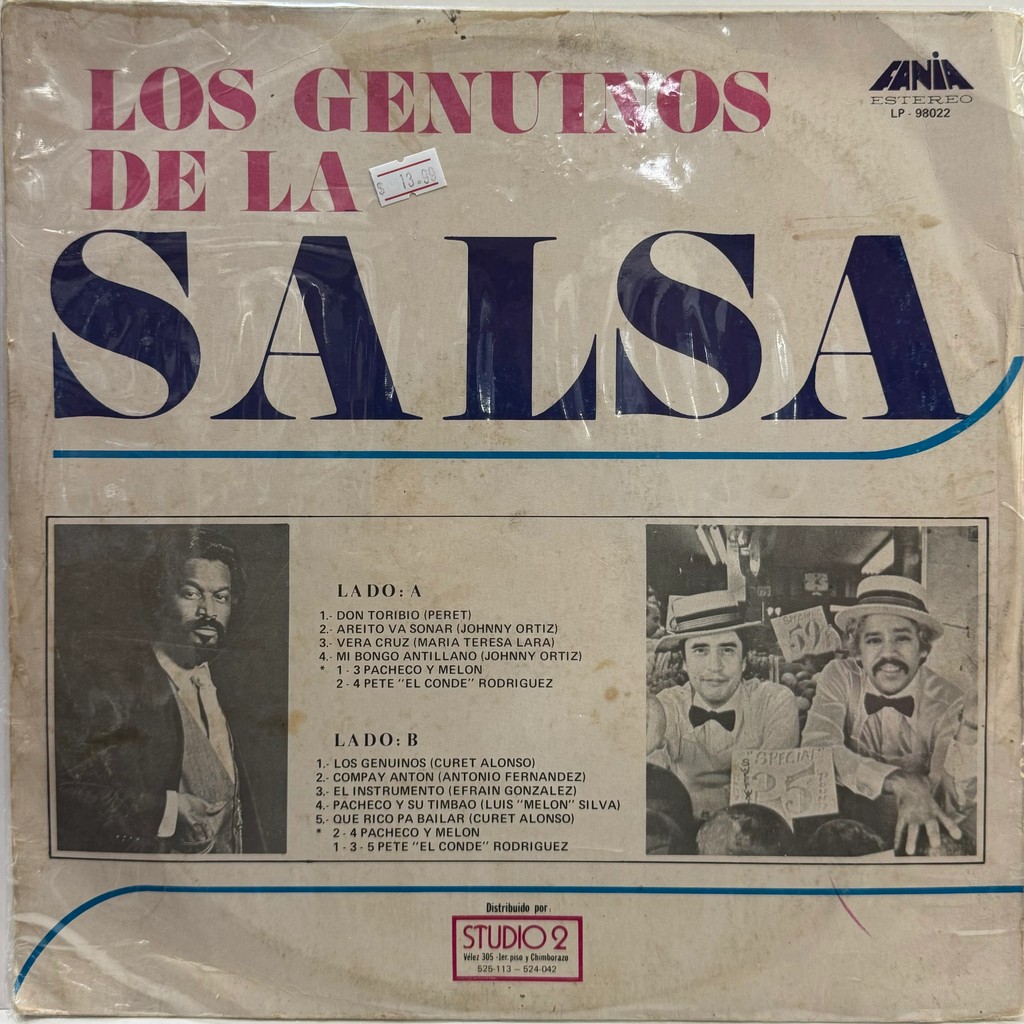 LOS GENUINOS
DE LA
SALSA
FANIA
ESTEREO
LP - 98022
$ 13.99
LADO: A
1.- DON TORIBIO (PERET)
2.- AREITO VA SONAR (JOHNNY ORTIZ)
3.- VERA CRUZ (MARIA TERESA LARA)
4.- MI BONGO ANTILLANO (JOHNNY ORTIZ)
* 1 - 3 PACHECO Y MELON
2 - 4 PETE "EL CONDE" RODRIGUEZ
LADO: B
1.- LOS GENUINOS (CURET ALONSO)
2.- COMPAY ANTON (ANTONIO FERNANDEZ)
3.- EL INSTRUMENTO (EFRAIN GONZALEZ)
4.- PACHECO Y SU TIMBAO (LUIS "MELON" SILVA)
5.- QUE RICO PA BAILAR (CURET ALONSO)
* 2 - 4 PACHECO Y MELON
1 - 3 - 5 PETE "EL CONDE" RODRIGUEZ
"SPECIAL"
25
Distribuido por:
STUDIO 2
Vélez 305 - 1er. piso y Chimborazo
525-113 - 524-042